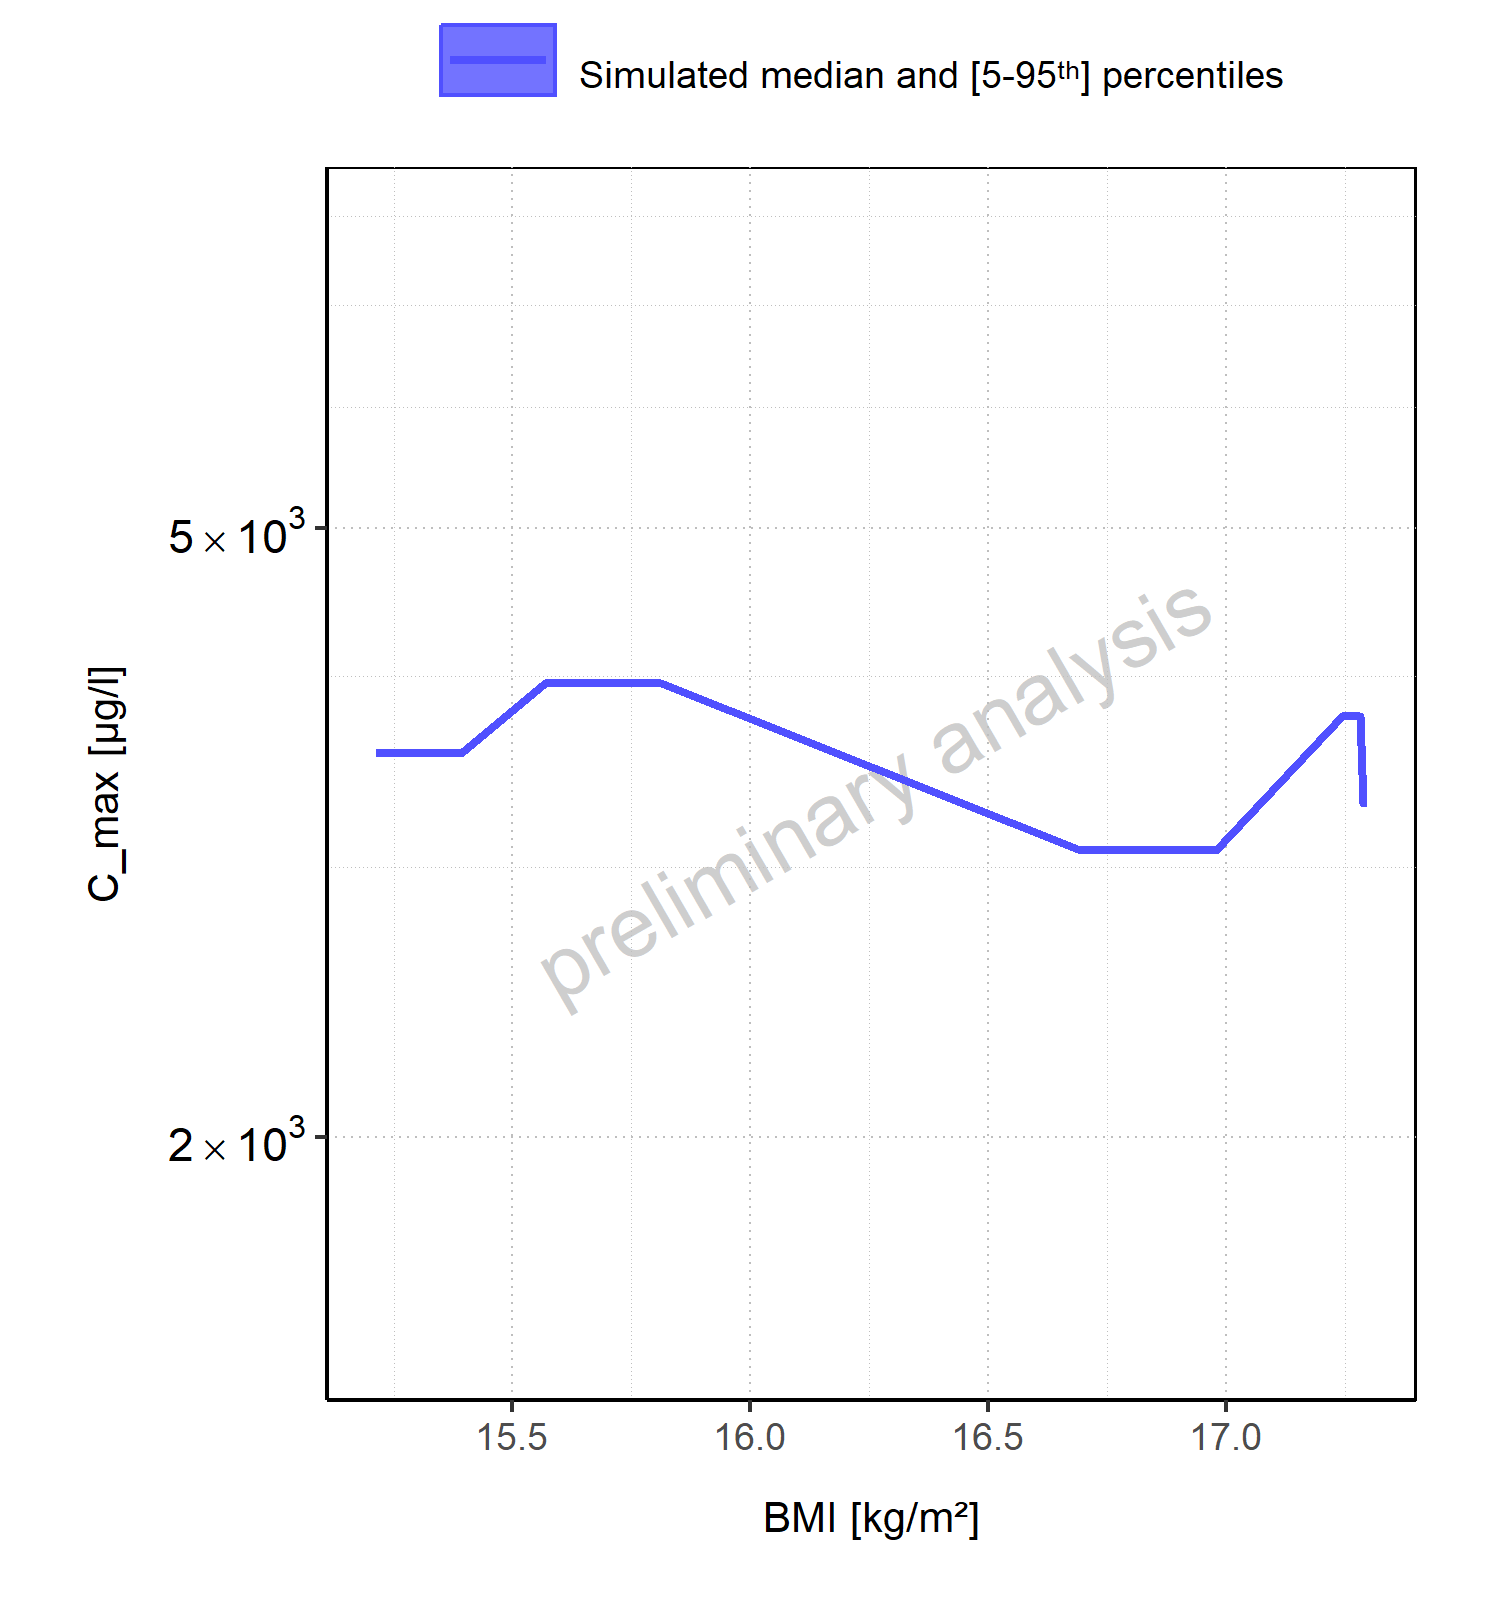 Simulated median and [5-95ᵗʰ] percentiles
5 × 10³
2 × 10³
C_max [µg/l]
preliminary analysis
15.5 16.0 16.5 17.0
BMI [kg/m²]